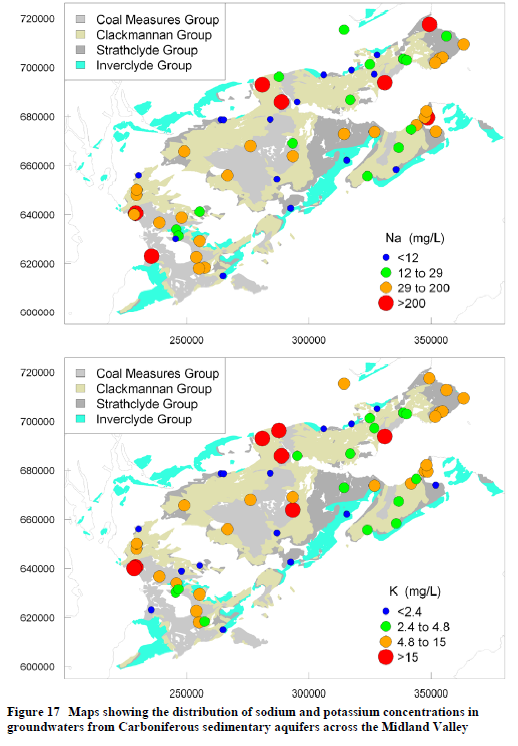 720000
700000
680000
660000
640000
620000
600000
Coal Measures Group
Clackmannan Group
Strathclyde Group
Inverclyde Group
Na (mg/L)
<12
12 to 29
29 to 200
>200
250000 300000 350000
720000
700000
680000
660000
640000
620000
600000
Coal Measures Group
Clackmannan Group
Strathclyde Group
Inverclyde Group
K (mg/L)
<2.4
2.4 to 4.8
4.8 to 15
>15
250000 300000 350000
Figure 17 Maps showing the distribution of sodium and potassium concentrations in
groundwaters from Carboniferous sedimentary aquifers across the Midland Valley